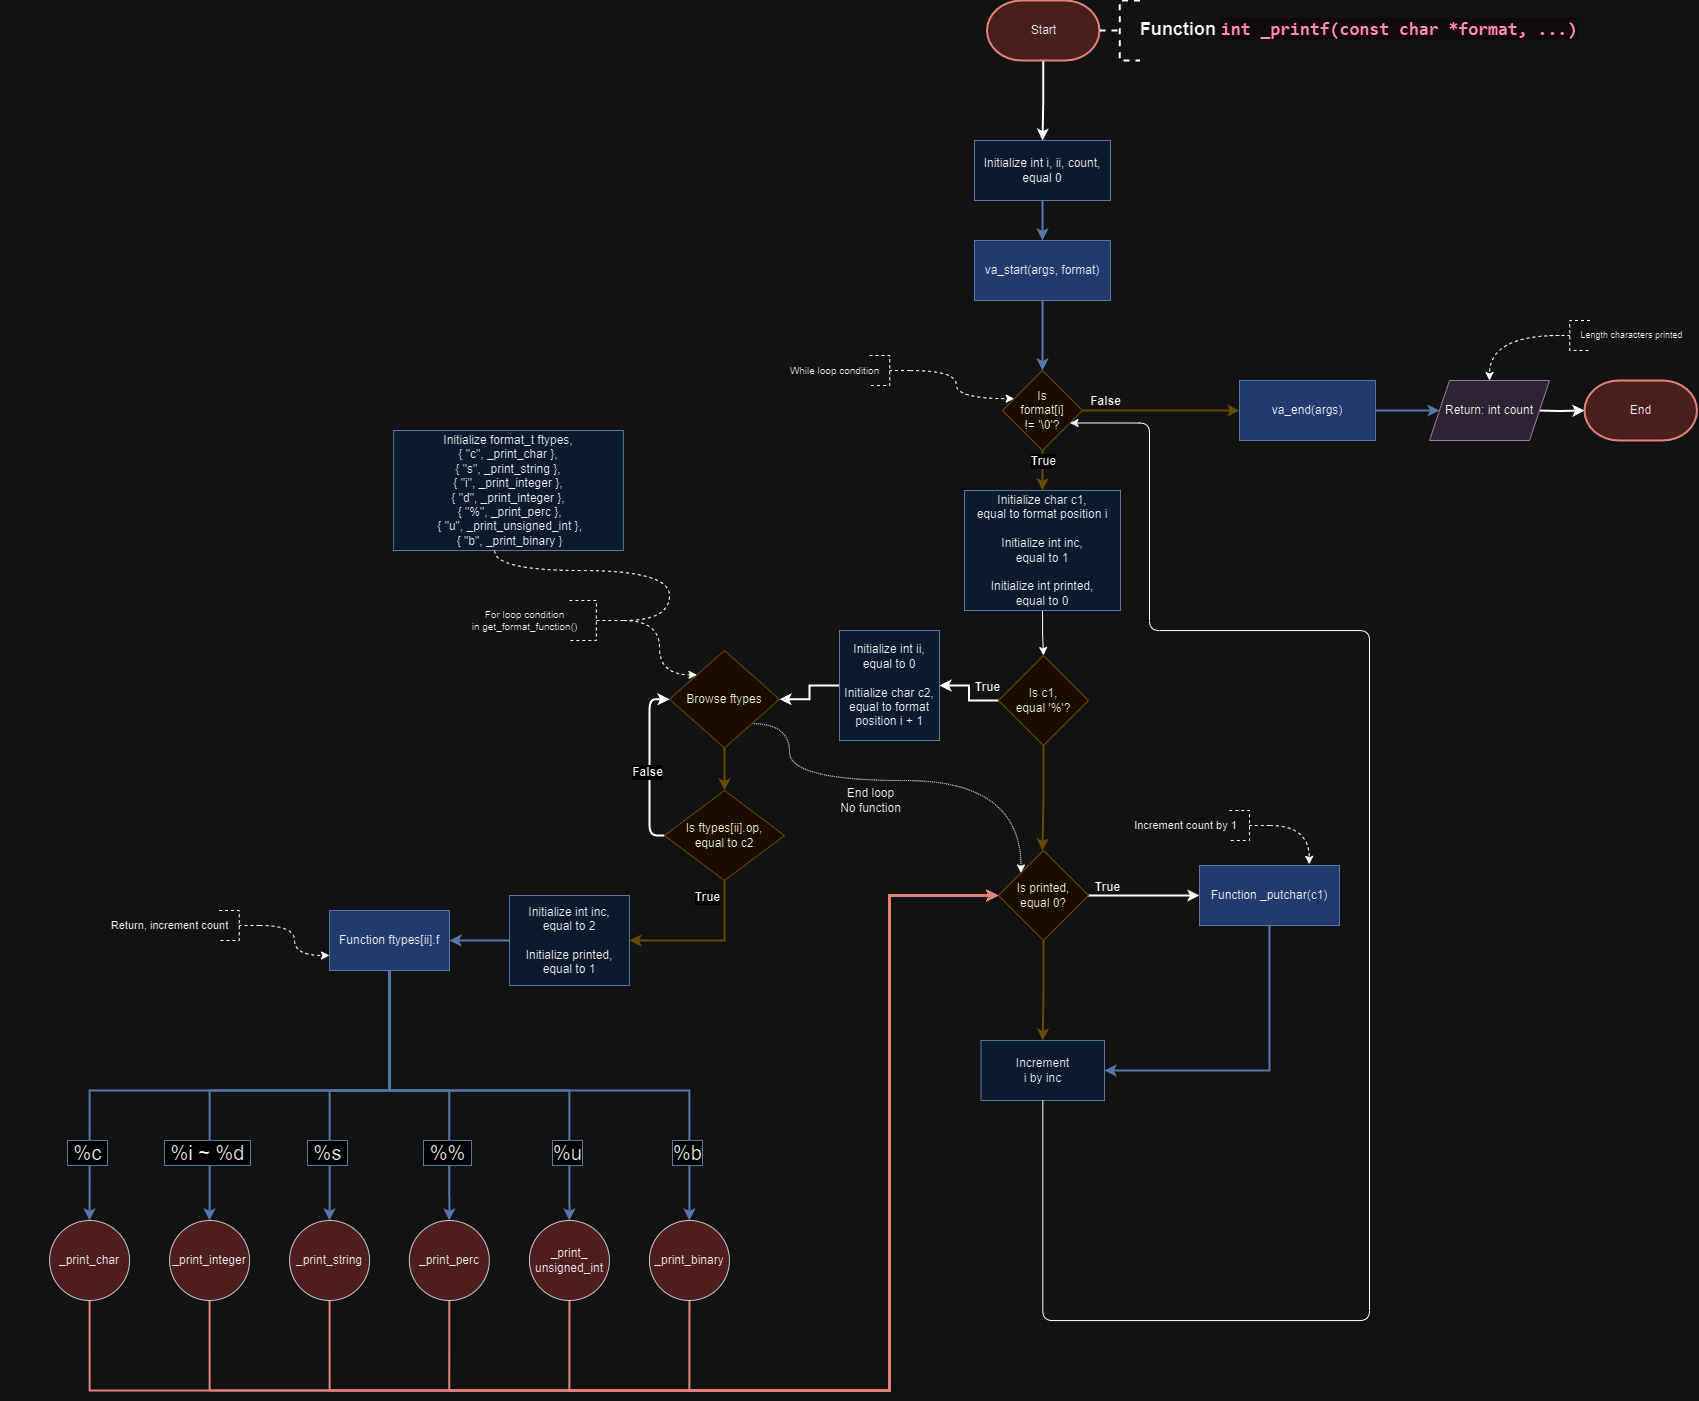 Start
Function int _printf(const char *format, ...)
Initialize int i, ii, count,
equal 0
va_start(args, format)
Length characters printed
While loop condition
Is
format[i]
!= '\0'?
False
va_end(args)
Return: int count
End
True
Initialize format_t ftypes,
{ "c", _print_char },
{ "s", _print_string },
{ "i", _print_integer },
{ "d", _print_integer },
{ "%", _print_perc },
{ "u", _print_unsigned_int },
{ "b", _print_binary }
Initialize char c1,
equal to format position i
Initialize int inc,
equal to 1
Initialize int printed,
equal to 0
For loop condition
in get_format_function()
Initialize int ii,
equal to 0
Initialize char c2,
equal to format
position i + 1
True
Is c1,
equal '%'?
Browse ftypes
False
End loop
No function
Is ftypes[ii].op,
equal to c2
Increment count by 1
True
Is printed,
equal 0?
True
Function _putchar(c1)
Return, increment count
Function ftypes[ii].f
Initialize int inc,
equal to 2
Initialize printed,
equal to 1
Increment
i by inc
%c
%i ~ %d
%s
%%
%u
%b
_print_char
_print_integer
_print_string
_print_perc
_print_
unsigned_int
_print_binary